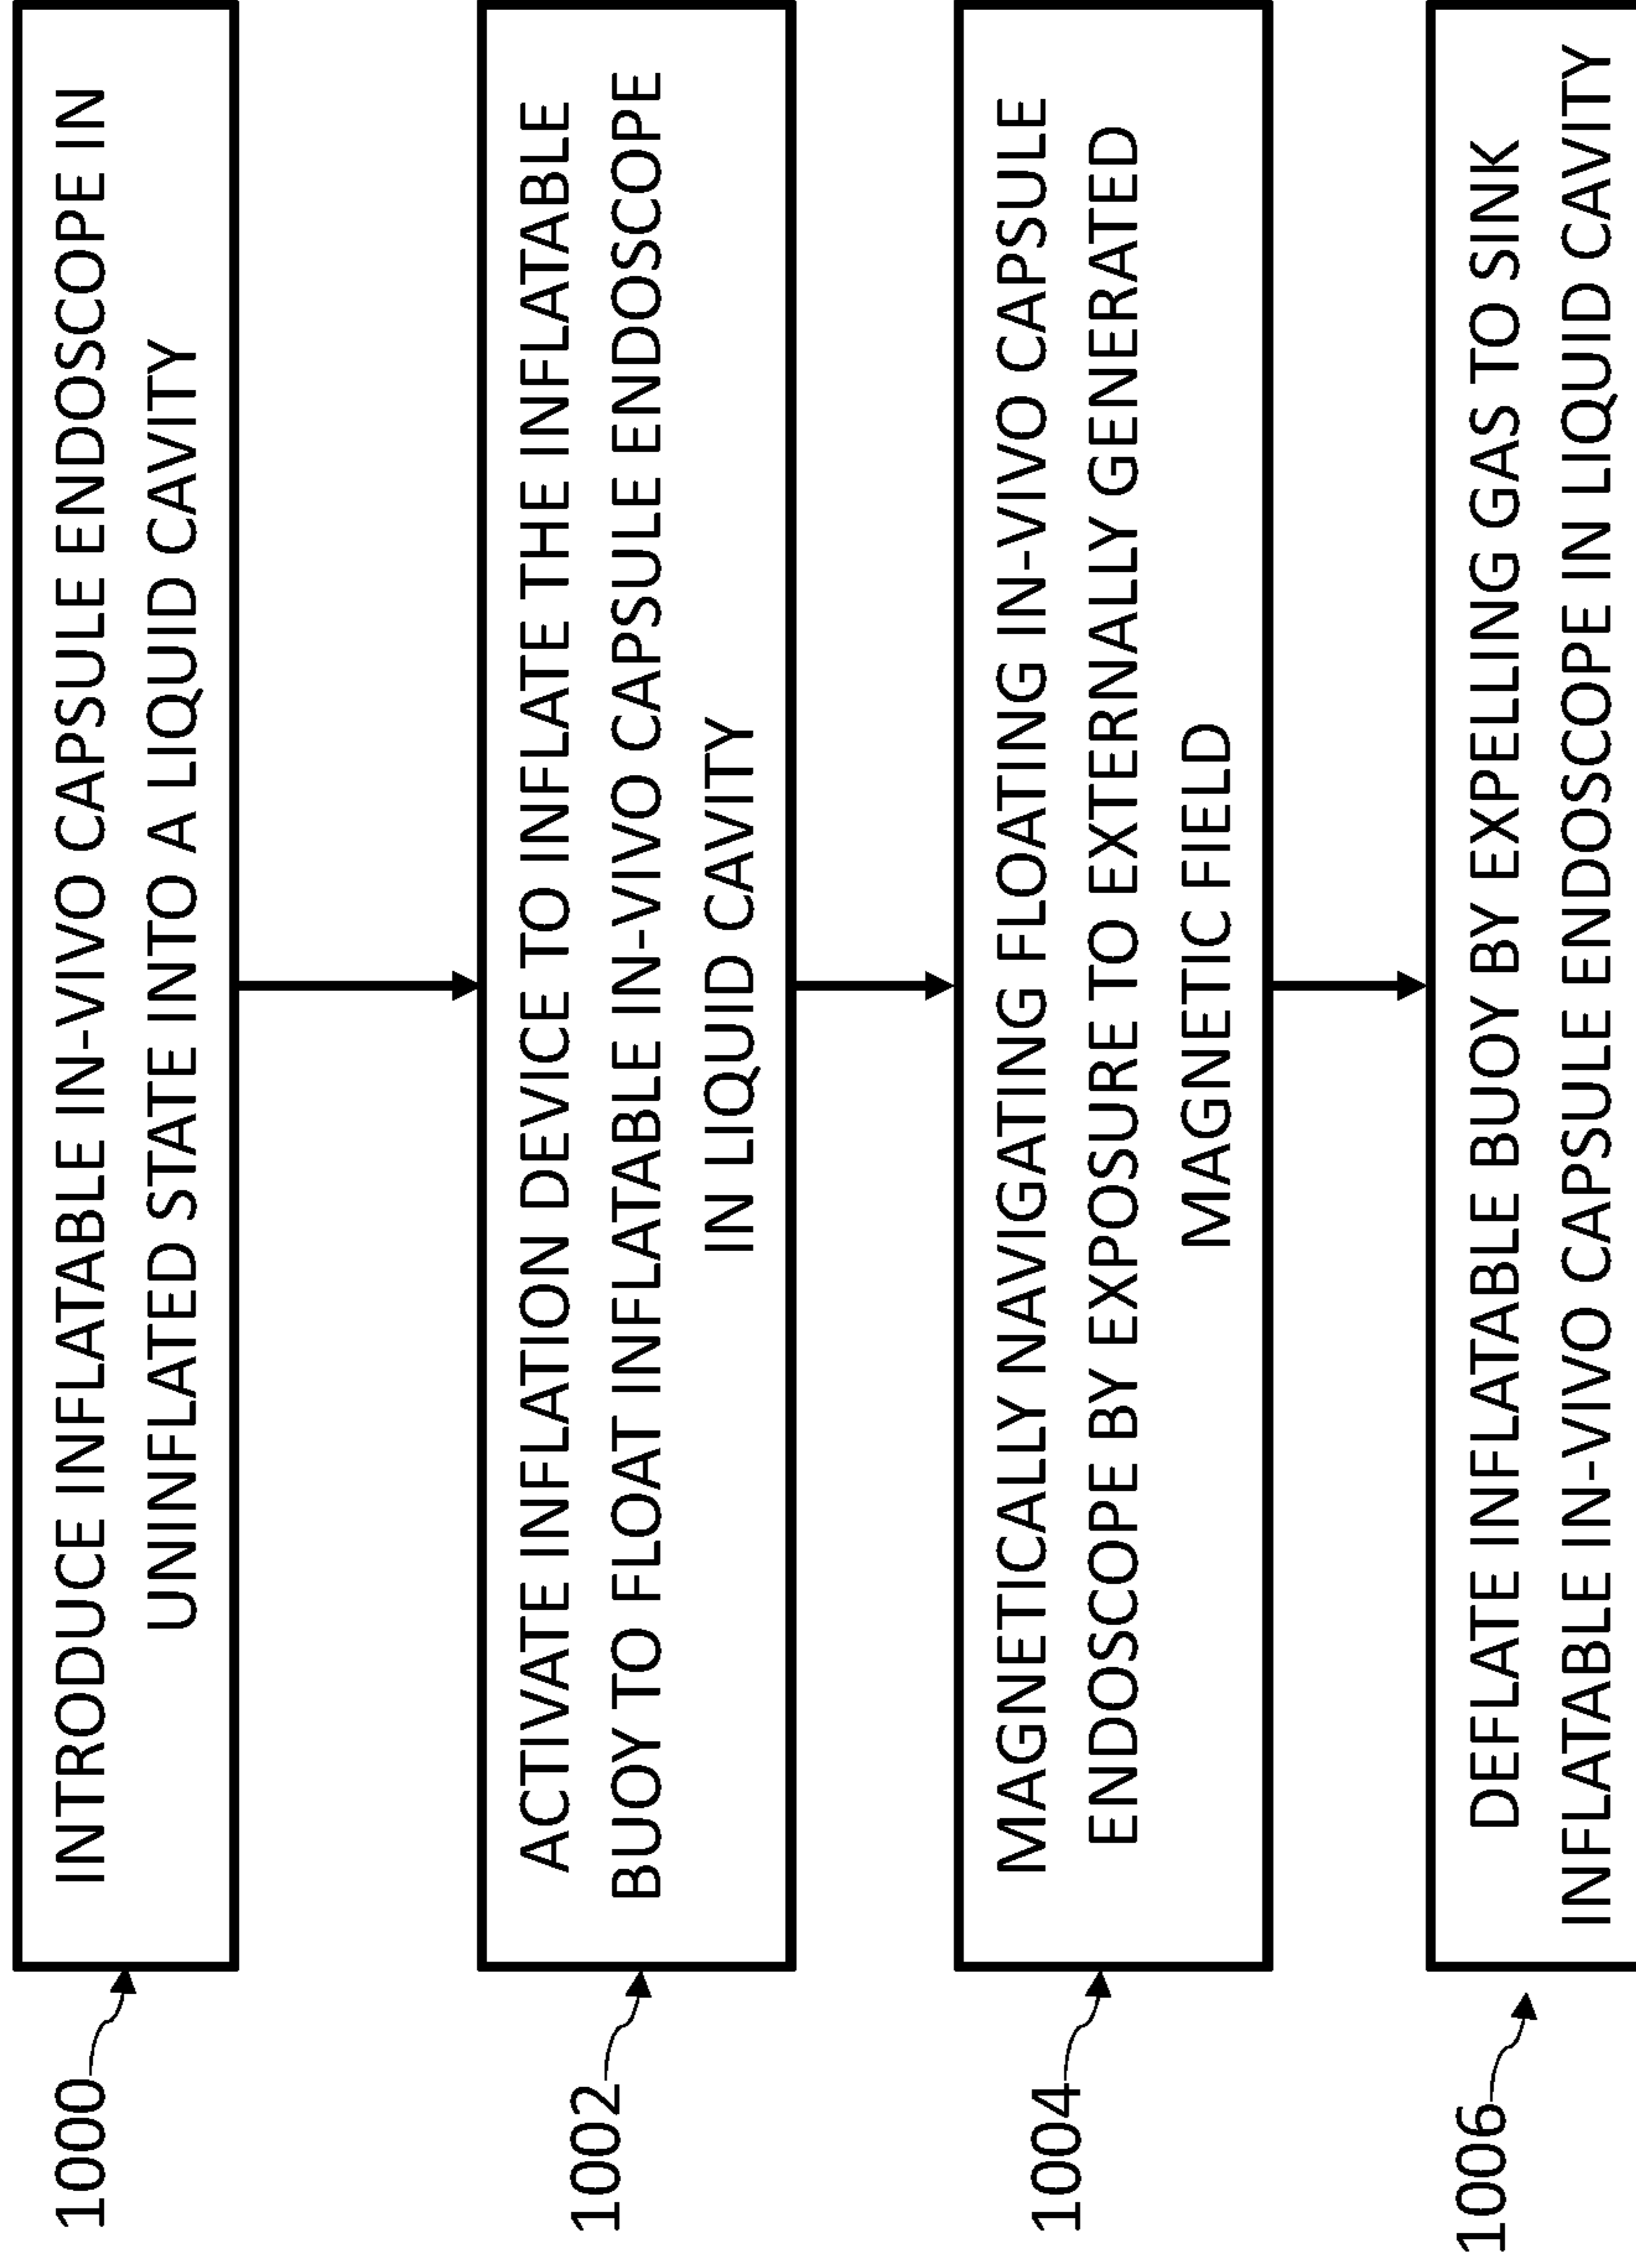 1000
INTRODUCE INFLATABLE IN-VIVO CAPSULE ENDOSCOPE IN
UNINFLATED STATE INTO A LIQUID CAVITY
1002
ACTIVATE INFLATION DEVICE TO INFLATE THE INFLATABLE
BUOY TO FLOAT INFLATABLE IN-VIVO CAPSULE ENDOSCOPE
IN LIQUID CAVITY
1004
MAGNETICALLY NAVIGATING FLOATING IN-VIVO CAPSULE
ENDOSCOPE BY EXPOSURE TO EXTERNALLY GENERATED
MAGNETIC FIELD
1006
DEFLATE INFLATABLE BUOY BY EXPELLING GAS TO SINK
INFLATABLE IN-VIVO CAPSULE ENDOSCOPE IN LIQUID CAVITY